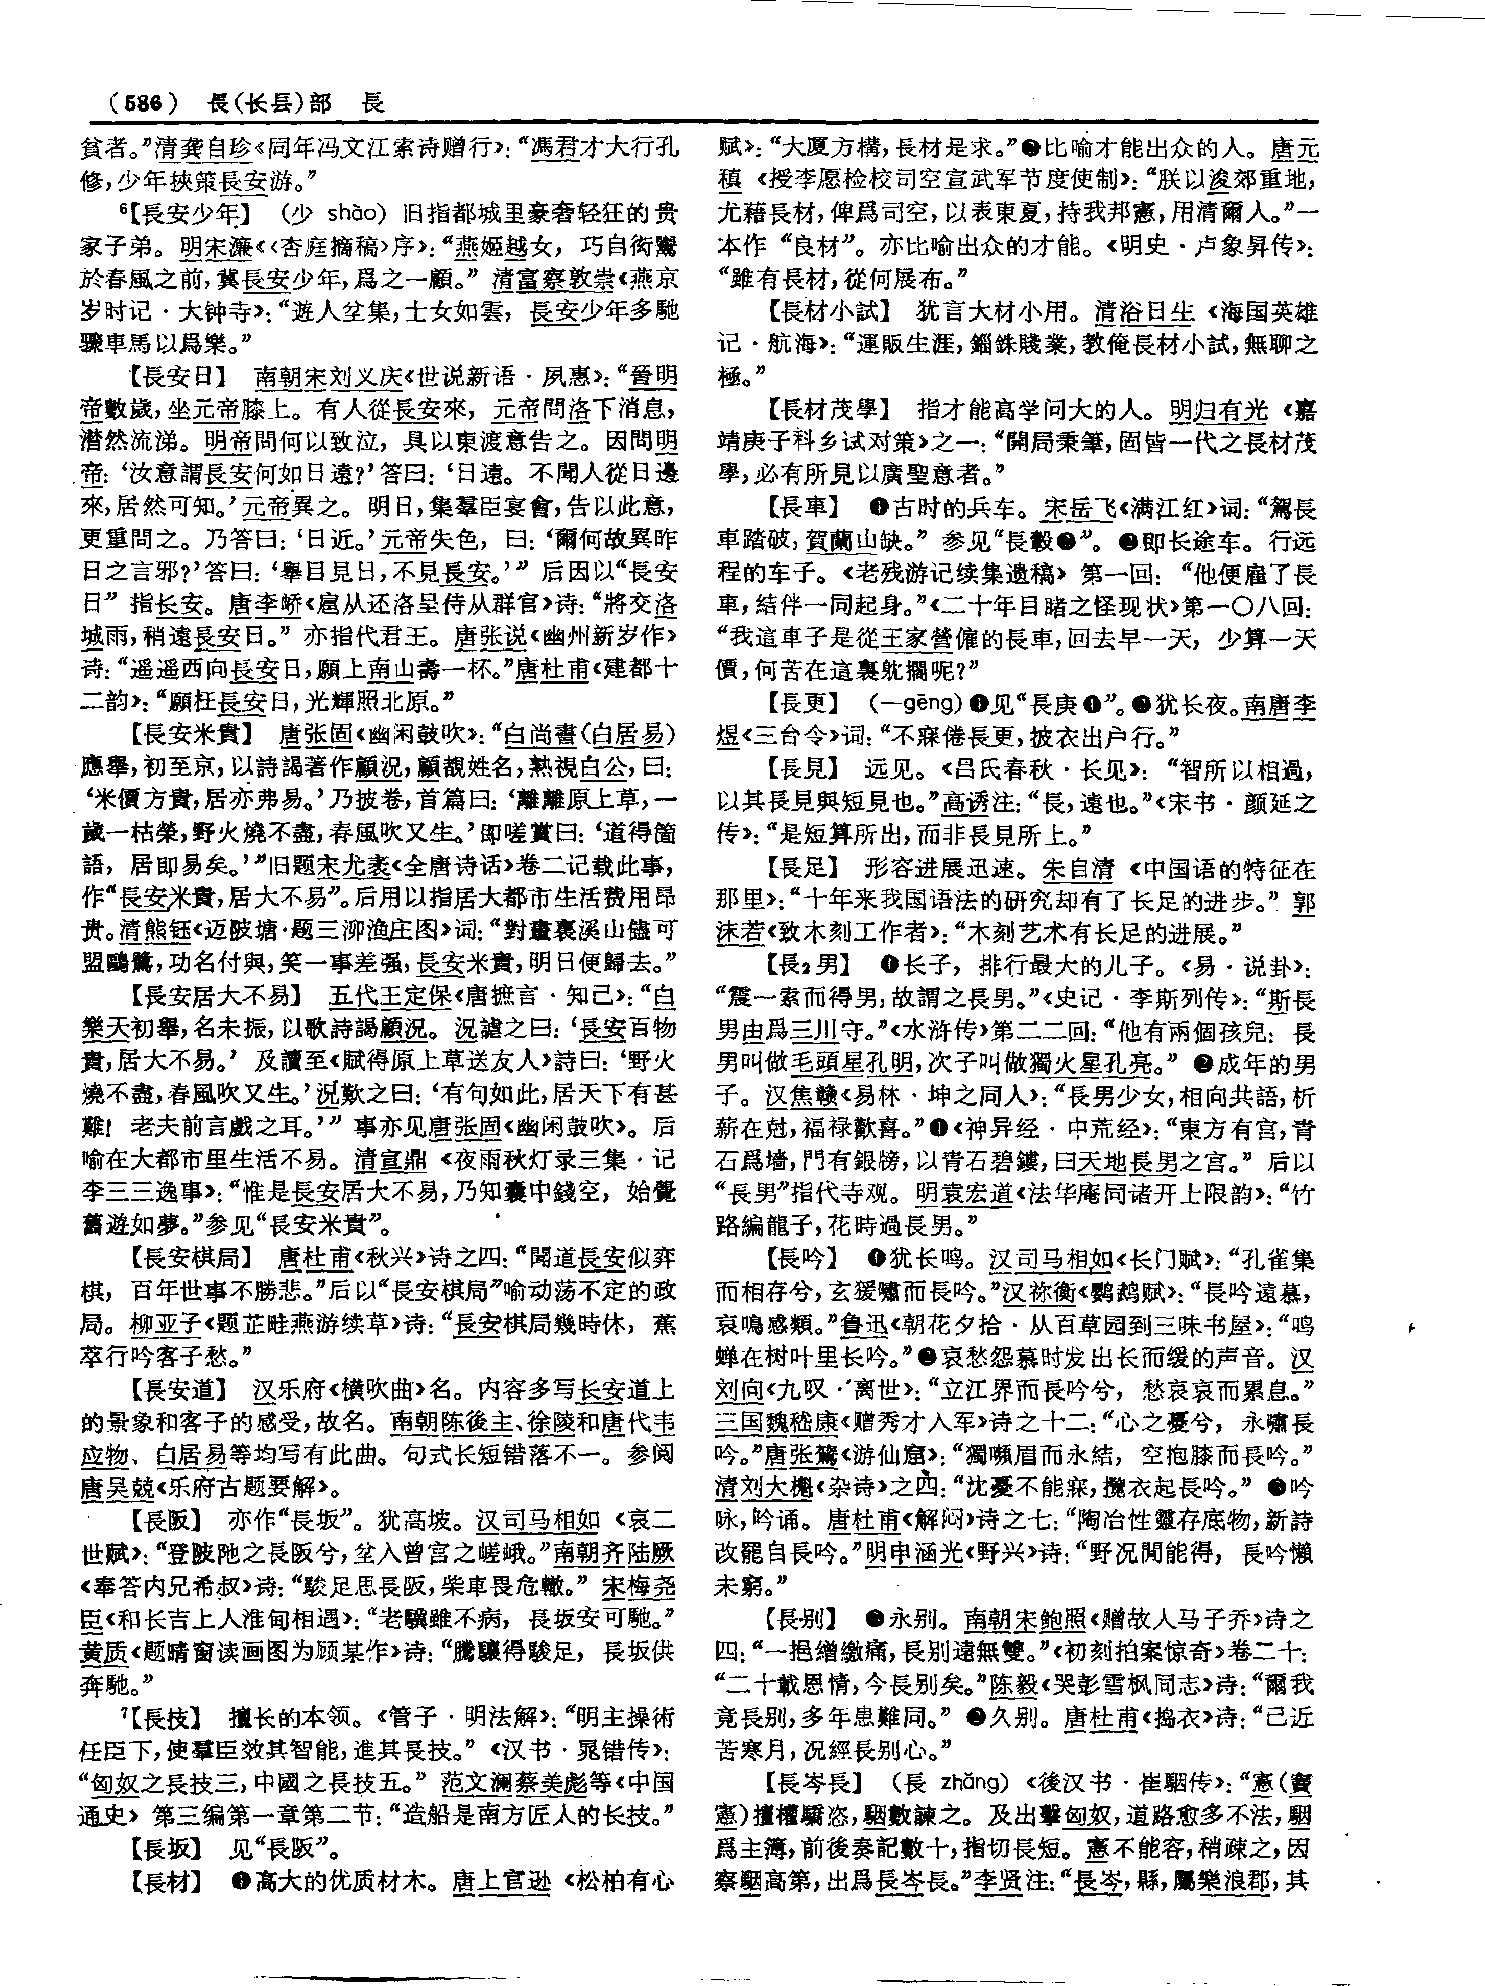 (586) 長(长镸)部 長
貧者。”清龚自珍《同年冯文江索诗赠行》：“馮君才大行孔
修，少年挾策長安游。”
⁶【長安少年】 (少 shào) 旧指都城里豪奢轻狂的贵
家子弟。明宋濂《〈杏庭摘稿〉序》：“燕姬越女，巧自衒鬻
於春風之前，冀長安少年，爲之一顧。” 清富察敦崇《燕京
岁时记·大钟寺》：“遊人坌集，士女如雲，長安少年多馳
驟車馬以爲樂。”
【長安日】 南朝宋刘义庆《世说新语·夙惠》：“晉明
帝數歲，坐元帝膝上。有人從長安來，元帝問洛下消息，
潸然流涕。明帝問何以致泣，具以東渡意告之。因問明
帝：‘汝意謂長安何如日遠？’答曰：‘日遠。不聞人從日邊
來，居然可知。’元帝異之。明日，集羣臣宴會，告以此意，
更重問之。乃答曰：‘日近。’元帝失色，曰：‘爾何故異昨
日之言邪？’答曰：‘舉目見日，不見長安。’” 后因以“長安
日” 指长安。唐李峤《扈从还洛呈侍从群官》诗：“將交洛
城雨，稍遠長安日。” 亦指代君王。唐张说《幽州新岁作》
诗：“遥遥西向長安日，願上南山壽一杯。”唐杜甫《建都十
二韵》：“願枉長安日，光輝照北原。”
【長安米貴】 唐张固《幽闲鼓吹》：“白尚書(白居易)
應舉，初至京，以詩謁著作顧况，顧覩姓名，熟視白公，曰：
‘米價方貴，居亦弗易。’乃披卷，首篇曰：‘離離原上草，一
歲一枯榮，野火燒不盡，春風吹又生。’即嗟賞曰：‘道得箇
語，居即易矣。’”旧题宋尤袤《全唐诗话》卷二记载此事，
作“長安米貴，居大不易”。后用以指居大都市生活费用昂
贵。清熊钰《迈陂塘·题三泖渔庄图》词：“對畫裏溪山儘可
盟鷗鷺，功名付與，笑一事差强，長安米貴，明日便歸去。”
【長安居大不易】 五代王定保《唐摭言·知己》：“白
樂天初舉，名未振，以歌詩謁顧况。况謔之曰：‘長安百物
貴，居大不易。’ 及讀至《賦得原上草送友人》詩曰：‘野火
燒不盡，春風吹又生。’况歎之曰：‘有句如此，居天下有甚
難！老夫前言戲之耳。’” 事亦见唐张固《幽闲鼓吹》。后
喻在大都市里生活不易。清宣鼎《夜雨秋灯录三集·记
李三三逸事》：“惟是長安居大不易，乃知囊中錢空，始覺
舊遊如夢。”参见“長安米貴”。
【長安棋局】 唐杜甫《秋兴》诗之四：“聞道長安似弈
棋，百年世事不勝悲。”后以“長安棋局”喻动荡不定的政
局。柳亚子《题芷畦燕游续草》诗：“長安棋局幾時休，蕉
萃行吟客子愁。”
【長安道】 汉乐府《横吹曲》名。内容多写长安道上
的景象和客子的感受，故名。南朝陈後主、徐陵和唐代韦
应物、白居易等均写有此曲。句式长短错落不一。参阅
唐吴兢《乐府古题要解》。
【長阪】 亦作“長坂”。犹高坡。汉司马相如《哀二
世赋》：“登陂阤之長阪兮，坌入曾宫之嵯峨。”南朝齐陆厥
《奉答内兄希叔》诗：“駿足思長阪，柴車畏危轍。” 宋梅尧
臣《和长吉上人淮甸相遇》：“老驥雖不病，長坂安可馳。”
黄质《题晴窗读画图为顾某作》诗：“騰驤得駿足，長坂供
奔馳。”
⁷【長技】 擅长的本领。《管子·明法解》：“明主操術
任臣下，使羣臣效其智能，進其長技。”《汉书·晁错传》：
“匈奴之長技三，中國之長技五。” 范文澜蔡美彪等《中国
通史》第三编第一章第二节：“造船是南方匠人的长技。”
【長坂】 见“長阪”。
【長材】 ❶高大的优质材木。唐上官逊《松柏有心
赋》：“大厦方構，長材是求。”❷比喻才能出众的人。唐元
稹《授李愿检校司空宣武军节度使制》：“朕以浚郊重地，
尤藉長材，俾爲司空，以表東夏，持我邦憲，用清爾人。”一
本作“良材”。亦比喻出众的才能。《明史·卢象昇传》：
“雖有長材，從何展布。”
【長材小試】 犹言大材小用。清浴日生《海国英雄
记·航海》：“運販生涯，錙銖賤業，教俺長材小試，無聊之
極。”
【長材茂學】 指才能高学问大的人。明归有光《嘉
靖庚子科乡试对策》之一：“開局秉筆，固皆一代之長材茂
學，必有所見以廣聖意者。”
【長車】 ❶古时的兵车。宋岳飞《满江红》词：“駕長
車踏破，賀蘭山缺。” 参见“長轂❷”。❷即长途车。行远
程的车子。《老残游记续集遗稿》第一回：“他便雇了長
車，結伴一同起身。”《二十年目睹之怪现状》第一〇八回：
“我這車子是從王家營僱的長車，回去早一天，少算一天
價，何苦在這裏躭擱呢？”
【長更】 (—gēng)❶见“長庚❶”。❷犹长夜。南唐李
煜《三台令》词：“不寐倦長更，披衣出户行。”
【長見】 远见。《吕氏春秋·长见》：“智所以相過，
以其長見與短見也。”高诱注：“長，遠也。”《宋书·颜延之
传》：“是短算所出，而非長見所上。”
【長足】 形容进展迅速。朱自清《中国语的特征在
那里》：“十年来我国语法的研究却有了长足的进步。” 郭
沫若《致木刻工作者》：“木刻艺术有长足的进展。”
【長₂男】 ❶长子，排行最大的儿子。《易·说卦》：
“震一索而得男，故謂之長男。”《史记·李斯列传》：“斯長
男由爲三川守。”《水浒传》第二二回：“他有兩個孩兒：長
男叫做毛頭星孔明，次子叫做獨火星孔亮。” ❷成年的男
子。汉焦赣《易林·坤之同人》：“長男少女，相向共語，析
薪在尅，福禄歡喜。”❶《神异经·中荒经》：“東方有宫，青
石爲墻，門有銀牓，以青石碧鏤，曰天地長男之宫。” 后以
“長男”指代寺观。明袁宏道《法华庵同诸开上限韵》：“竹
路編龍子，花時過長男。”
【長吟】 ❶犹长鸣。汉司马相如《长门赋》：“孔雀集
而相存兮，玄猨嘯而長吟。”汉祢衡《鹦鹉赋》：“長吟遠慕，
哀鳴感類。”鲁迅《朝花夕拾·从百草园到三味书屋》：“鸣
蝉在树叶里长吟。”❷哀愁怨慕时发出长而缓的声音。汉
刘向《九叹·离世》：“立江界而長吟兮，愁哀哀而累息。”
三国魏嵇康《赠秀才入军》诗之十二：“心之憂兮，永嘯長
吟。”唐张鷟《游仙窟》：“獨嚬眉而永結，空抱膝而長吟。”
清刘大櫆《杂诗》之四：“沈憂不能寐，攬衣起長吟。” ❸吟
咏，吟诵。唐杜甫《解闷》诗之七：“陶冶性靈存底物，新詩
改罷自長吟。”明申涵光《野兴》诗：“野况閒能得，長吟懶
未窮。”
【長别】 ❶永别。南朝宋鲍照《赠故人马子乔》诗之
四：“一挹繒繳痛，長别遠無雙。”《初刻拍案惊奇》卷二十：
“二十載恩情，今長别矣。”陈毅《哭彭雪枫同志》诗：“爾我
竟長别，多年患難同。” ❷久别。唐杜甫《捣衣》诗：“已近
苦寒月，况經長别心。”
【長岑長】 (長 zhǎng)《後汉书·崔駰传》：“憲(竇
憲)擅權驕恣，駰數諫之。及出擊匈奴，道路愈多不法，駰
爲主簿，前後奏記數十，指切長短。憲不能容，稍疎之，因
察駰高第，出爲長岑長。”李贤注：“長岑，縣，屬樂浪郡，其